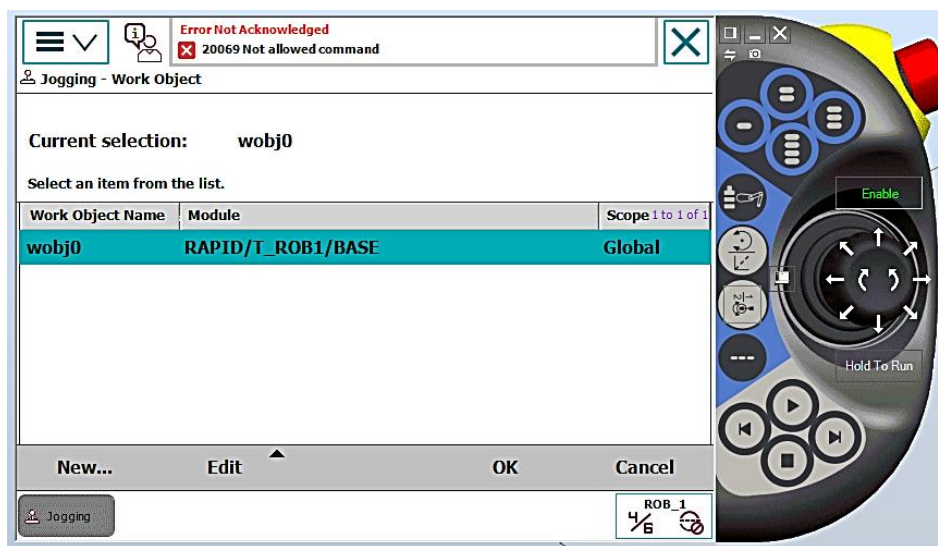 Error Not Acknowledged
20069 Not allowed command
Jogging - Work Object
Current selection: wobj0
Select an item from the list.
Work Object Name Module Scope 1 to 1 of 1
wobj0 RAPID/T_ROB1/BASE Global
New... Edit OK Cancel
Jogging
ROB_1
Enable
Hold To Run